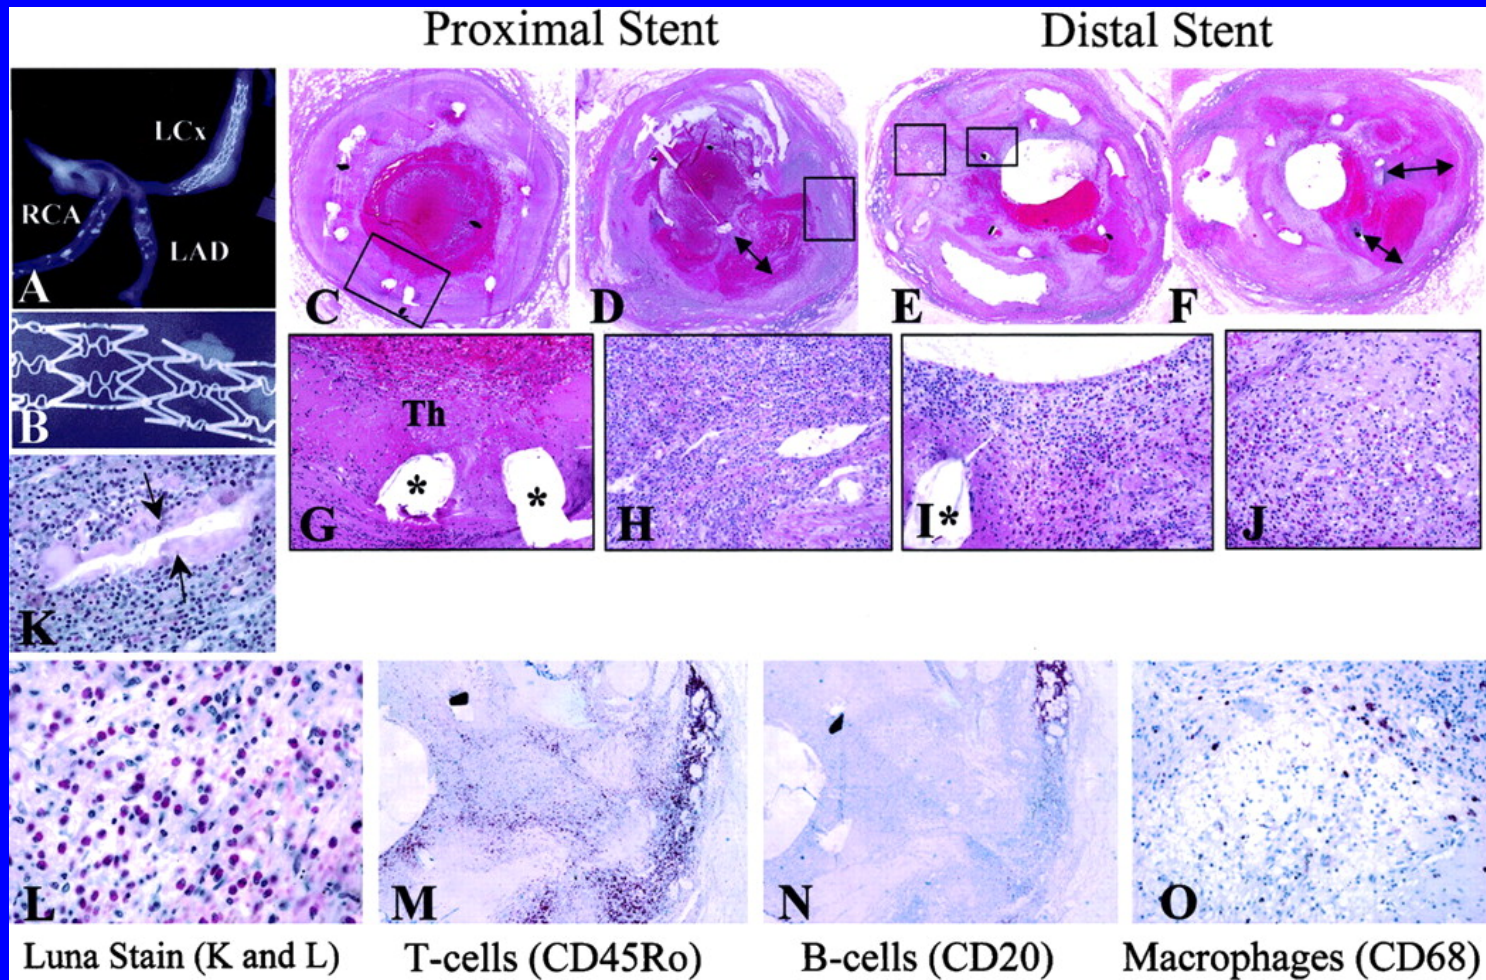 Proximal Stent
Distal Stent
LCx
RCA
LAD
A
B
C
D
E
F
Th
* *
G
H
I*
J
K
L
M
N
O
Luna Stain (K and L)
T-cells (CD45Ro)
B-cells (CD20)
Macrophages (CD68)